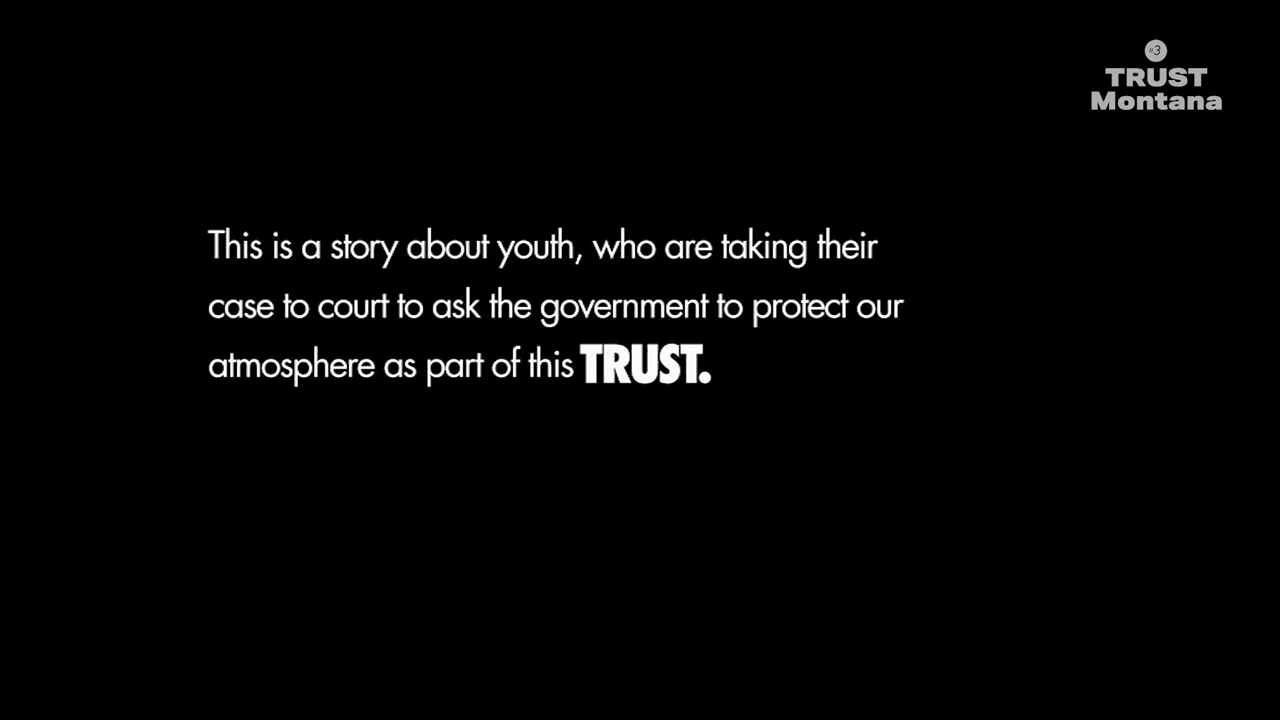 #3
TRUST
Montana
This is a story about youth, who are taking their
case to court to ask the government to protect our
atmosphere as part of this TRUST.